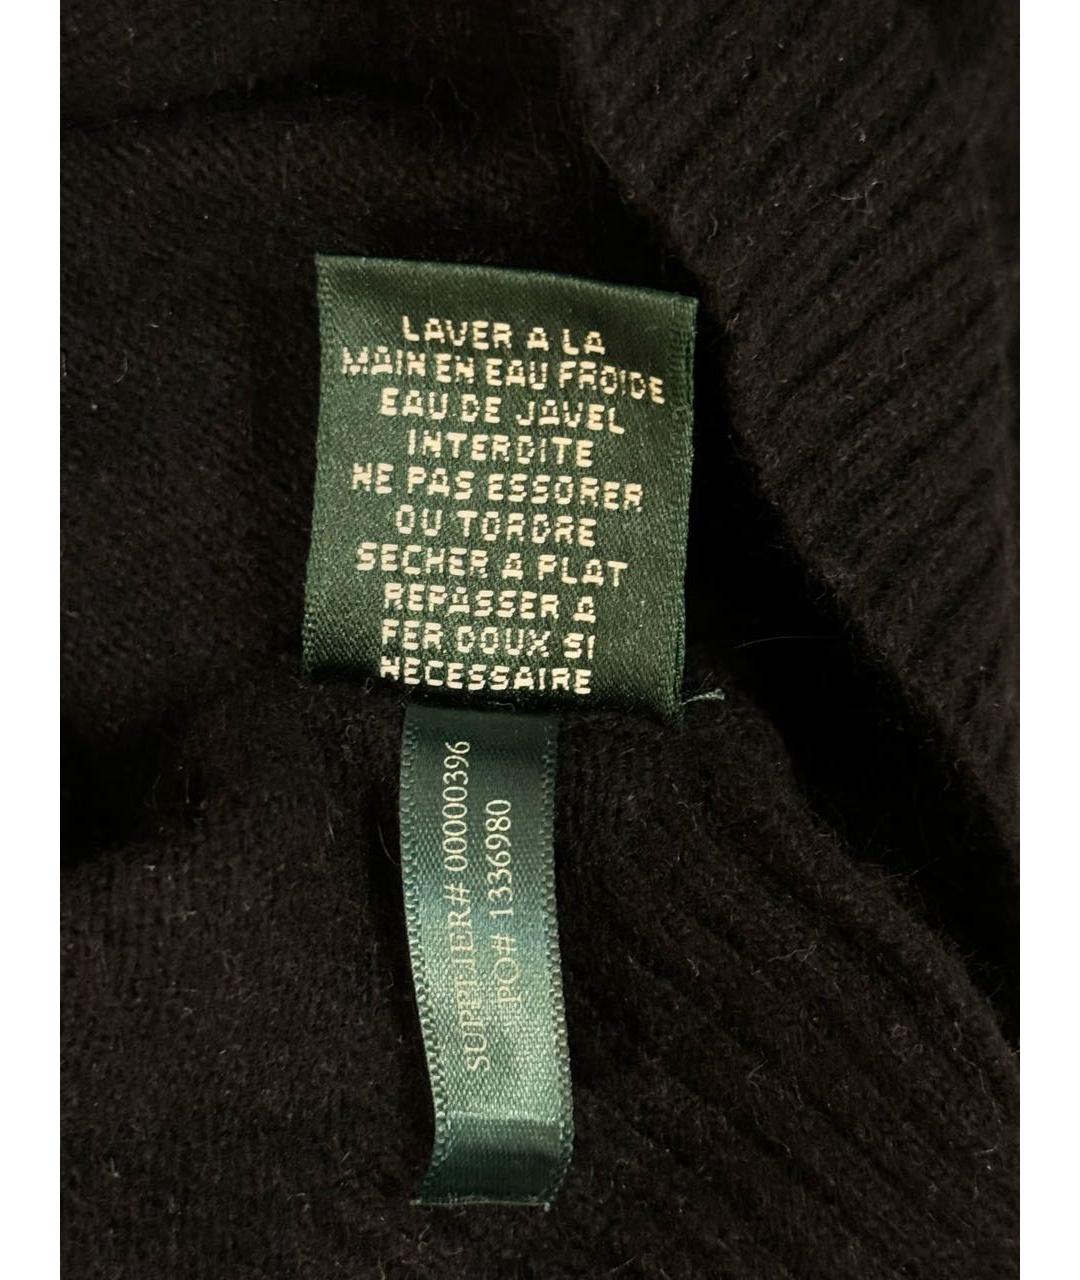 LAVER A LA
MAIN EN EAU FROIDE
EAU DE JAVEL
INTERDITE
NE PAS ESSORER
OU TORDRE
SECHER A PLAT
REPASSER A
FER DOUX SI
NECESSAIRE
SUPPLIER# 00000396
PO# 1336980